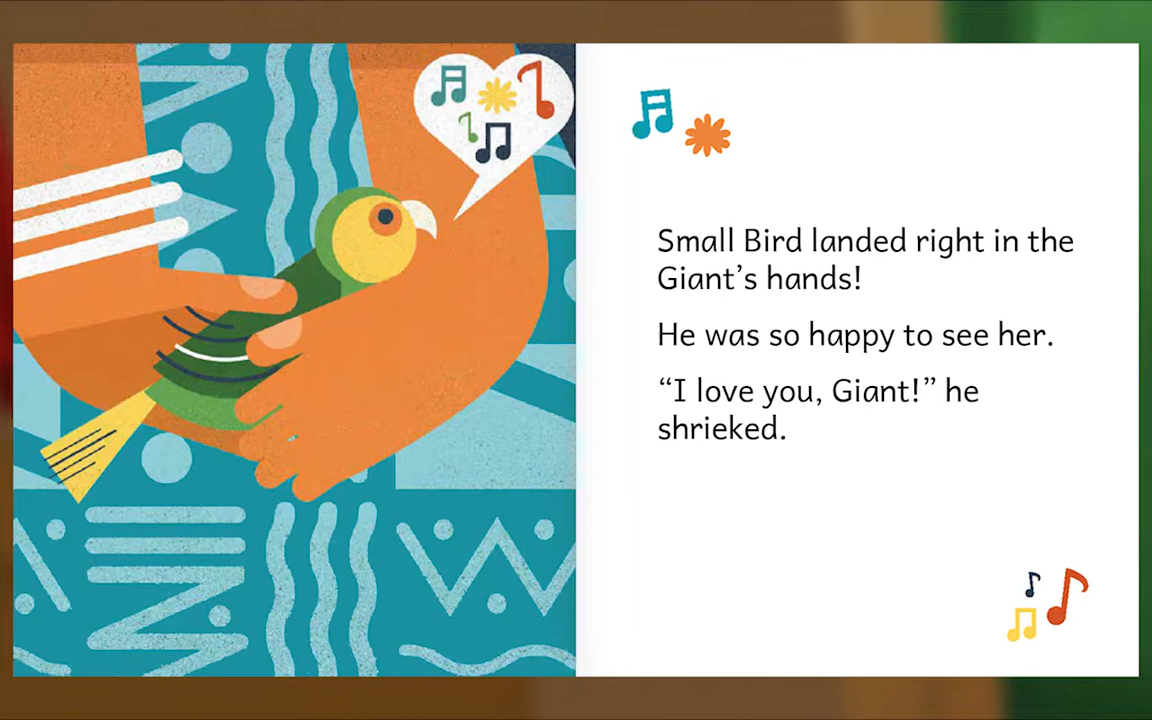 Small Bird landed right in the
Giant’s hands!
He was so happy to see her.
“I love you, Giant!” he
shrieked.